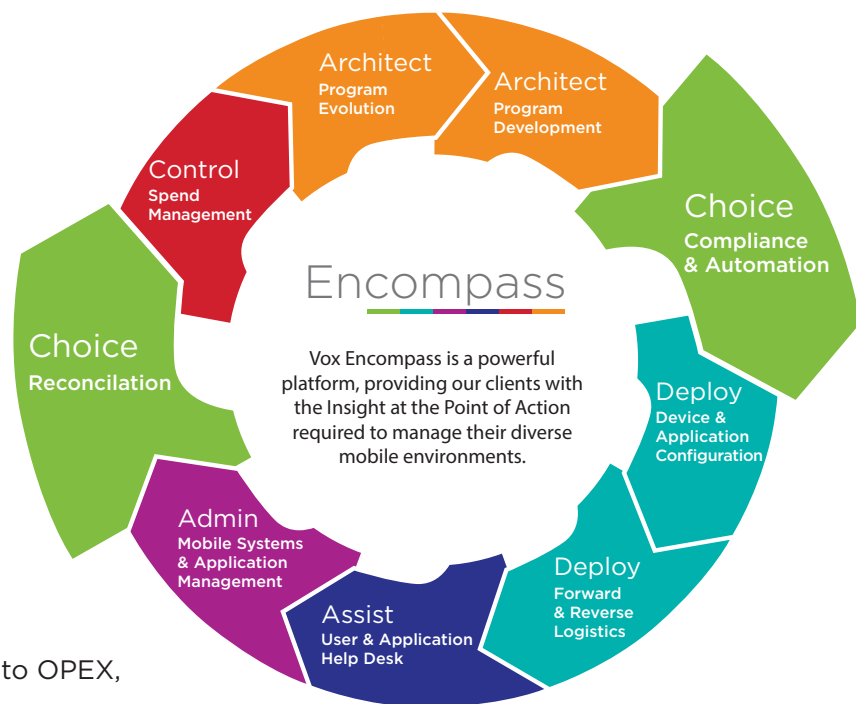 Architect
Program
Evolution
Architect
Program
Development
Choice
Compliance
& Automation
Deploy
Device &
Application
Configuration
Deploy
Forward
& Reverse
Logistics
Assist
User & Application
Help Desk
Admin
Mobile Systems
& Application
Management
Choice
Reconcilation
Control
Spend
Management
Encompass
Vox Encompass is a powerful
platform, providing our clients with
the Insight at the Point of Action
required to manage their diverse
mobile environments.
to OPEX,